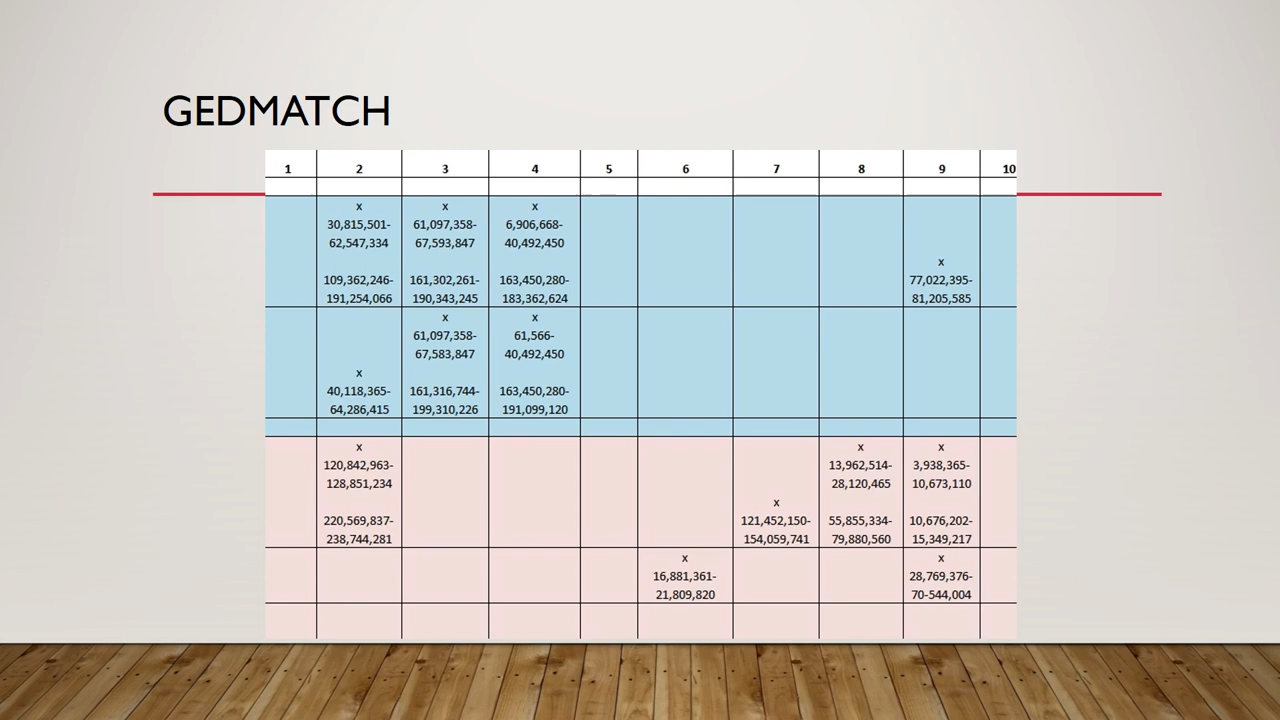 GEDMATCH
1 2 3 4 5 6 7 8 9 10
x x x
30,815,501- 61,097,358- 6,906,668-
62,547,334 67,593,847 40,492,450
x
109,362,246- 161,302,261- 163,450,280- 77,022,395-
191,254,066 190,343,245 183,362,624 81,205,585
x x
61,097,358- 61,566-
67,583,847 40,492,450
x
40,118,365- 161,316,744- 163,450,280-
64,286,415 199,310,226 191,099,120
x x x
120,842,963- 13,962,514- 3,938,365-
128,851,234 28,120,465 10,673,110
x
220,569,837- 121,452,150- 55,855,334- 10,676,202-
238,744,281 154,059,741 79,880,560 15,349,217
x x
16,881,361- 28,769,376-
21,809,820 70-544,004